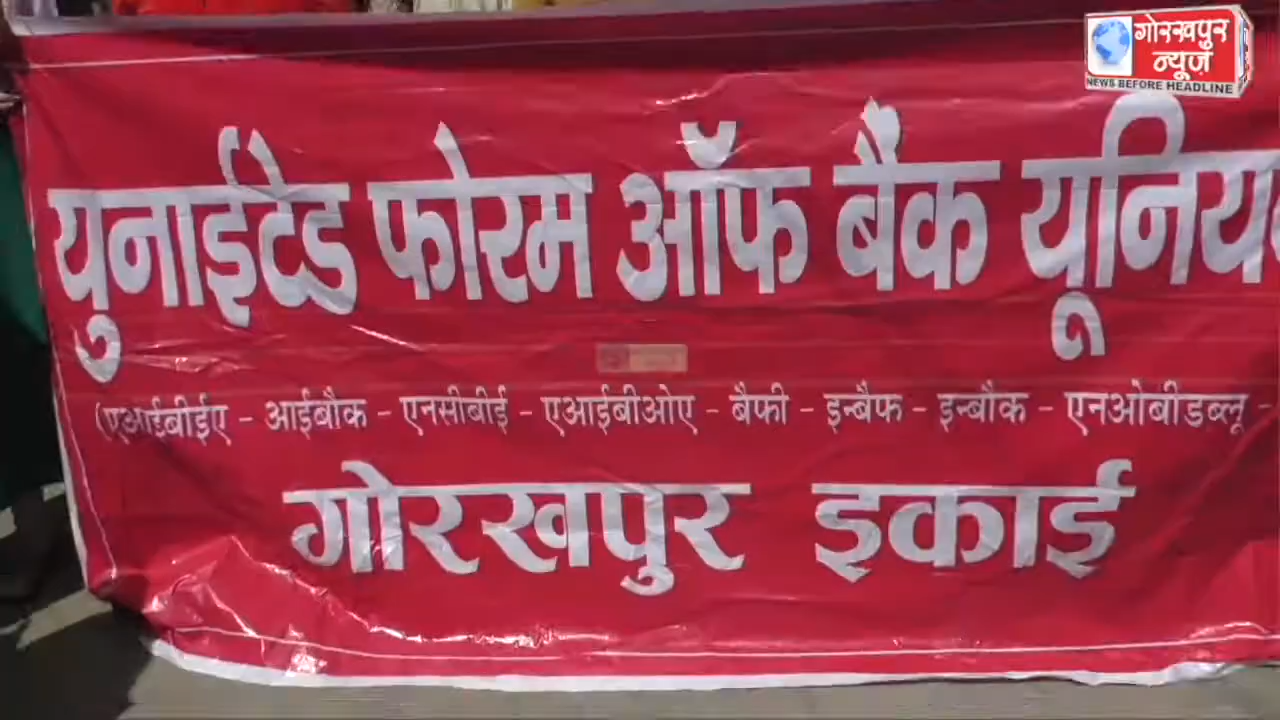 गोरखपुर
न्यूज़
NEWS BEFORE HEADLINE
युनाईटेड फोरम ऑफ बैंक
(एआईबीईए - आईबौक - एनसीबीई - एआईबीओए - बैफी - इन्बैफ - इन्बौक - एनओबीडब्लू -
गोरखपुर इकाई